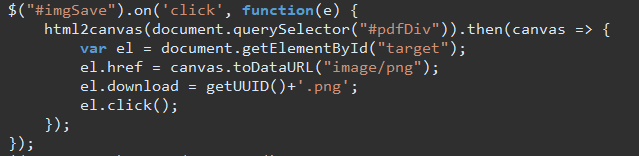 $("#imgSave").on('click', function(e) {
    html2canvas(document.querySelector("#pdfDiv")).then(canvas => {
        var el = document.getElementById("target");
        el.href = canvas.toDataURL("image/png");
        el.download = getUUID()+'.png';
        el.click();
    });
});